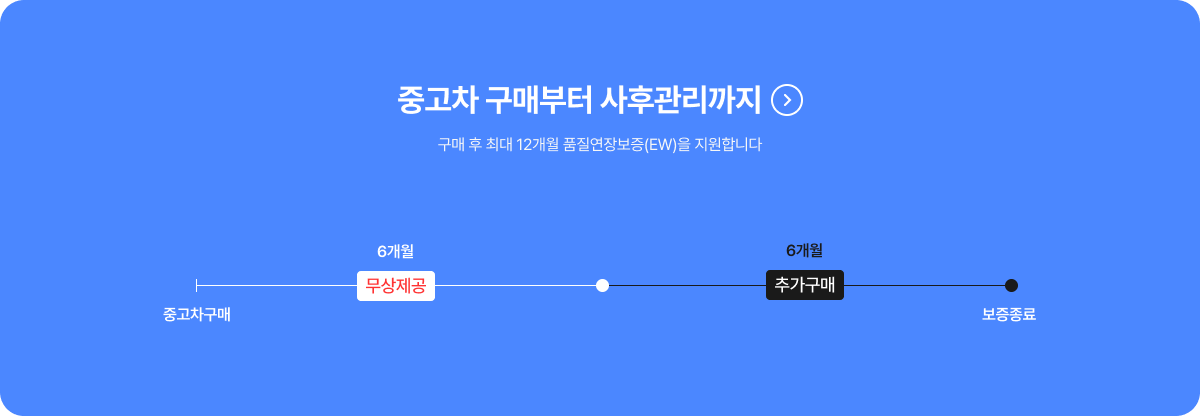 중고차 구매부터 사후관리까지
구매 후 최대 12개월 품질연장보증(EW)을 지원합니다
6개월
무상제공
6개월
추가구매
중고차구매
보증종료